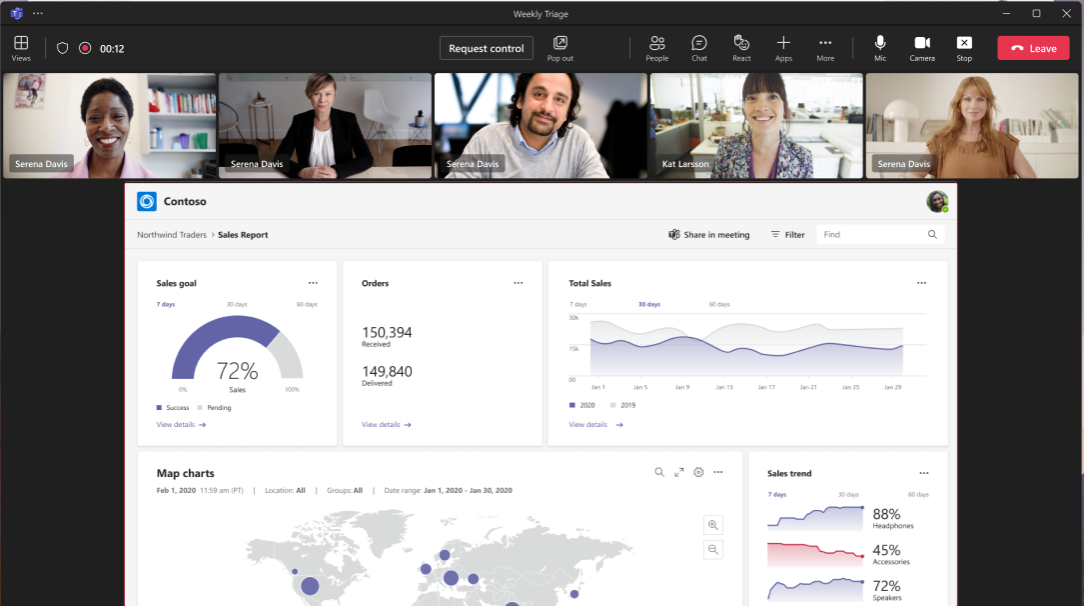 Weekly Triage
00:12
Request control
Views
Pop out
People
Chat
React
Apps
More
Mic
Camera
Stop
Leave
Serena Davis
Serena Davis
Serena Davis
Kat Larsson
Serena Davis
Contoso
Northwind Traders > Sales Report
Share in meeting
Filter
Find
Sales goal
7 days 30 days 60 days
72%
0% Sales 100%
Success Pending
View details →
Orders
150,394
Received
149,840
Delivered
View details →
Total Sales
7 days 30 days 60 days
30k
15k
00
Jan 1 Jan 5 Jan 9 Jan 13 Jan 17 Jan 21 Jan 25 Jan 29
2020 2019
View details →
Map charts
Feb 1, 2020 11:59 am (PT) | Location: All | Groups: All | Date range: Jan 1, 2020 - Jan 30, 2020
Sales trend
7 days 30 days 60 days
88%
Headphones
45%
Accessories
72%
Speakers